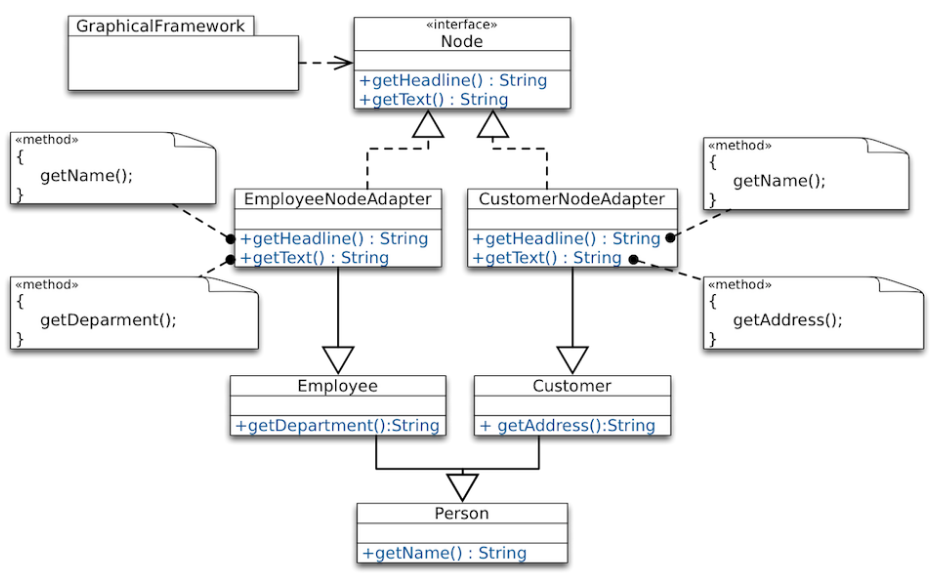 GraphicalFramework
«interface»
Node
+getHeadline() : String
+getText() : String
«method»
{
getName();
}
EmployeeNodeAdapter
+getHeadline() : String
+getText() : String
CustomerNodeAdapter
+getHeadline() : String
+getText() : String
«method»
{
getName();
}
«method»
{
getDeparment();
}
«method»
{
getAddress();
}
Employee
+getDepartment():String
Customer
+ getAddress():String
Person
+getName() : String